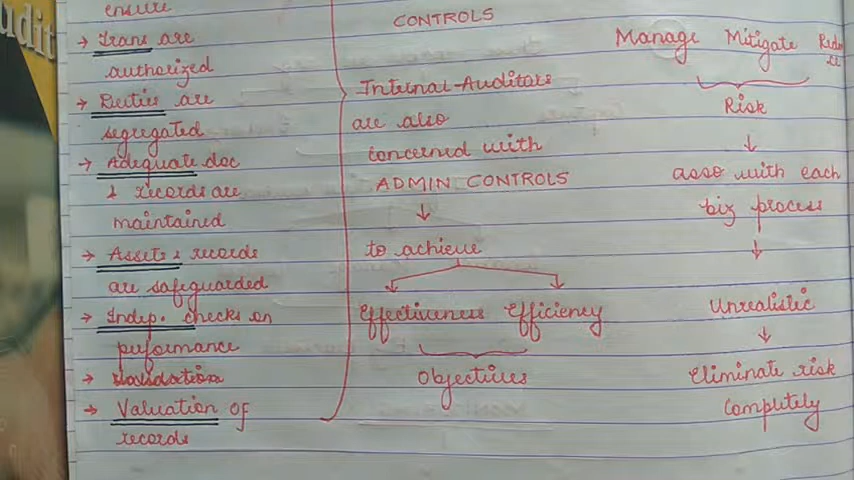 udit
ensure
→ Trans are
authorized
→ Duties are
segregated
→ Adequate doc
& records are
maintained
→ Assets & records
are safeguarded
→ Indep. checks on
performance
→ Valuation of
records
CONTROLS
Internal Auditors
are also
concerned with
ADMIN CONTROLS
↓
to achieve
Effectiveness Efficiency
Objectives
Manage Mitigate
Risk
↓
asso with each
biz process
↓
Unrealistic
↓
Eliminate risk
Completely